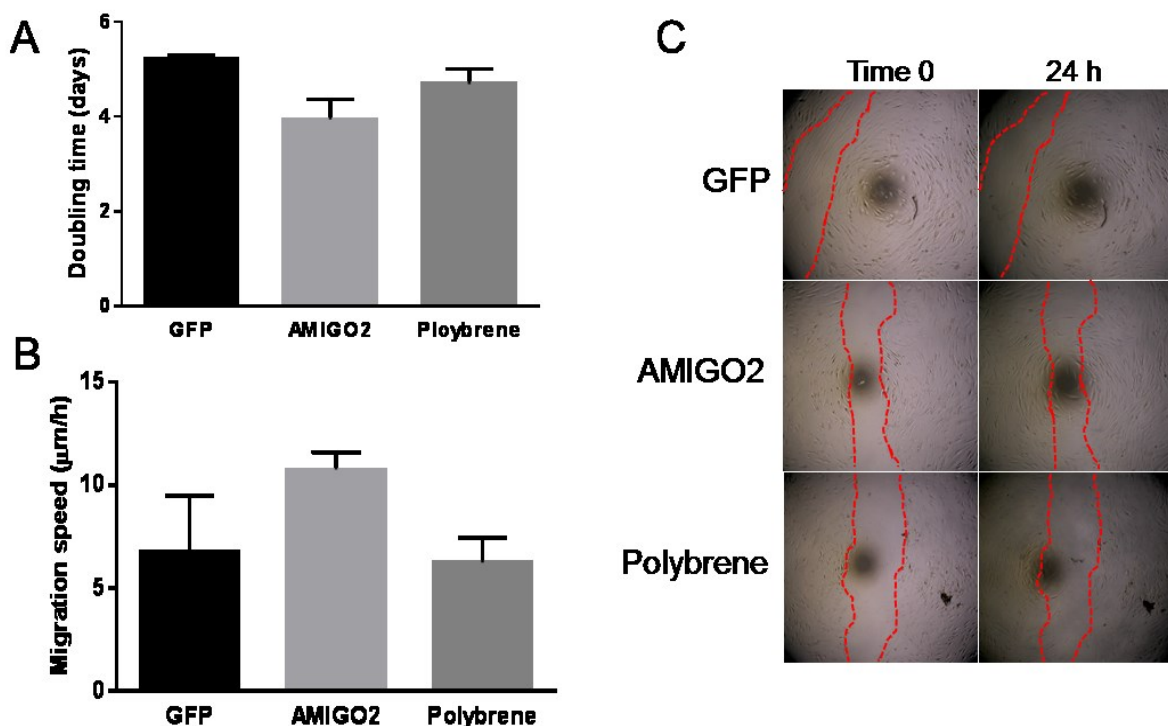 A
Doubling time (days)
6
4
2
0
GFP AMIGO2 Ploybrene
B
Migration speed (μm/h)
15
10
5
0
GFP AMIGO2 Polybrene
C
Time 0 24 h
GFP
AMIGO2
Polybrene